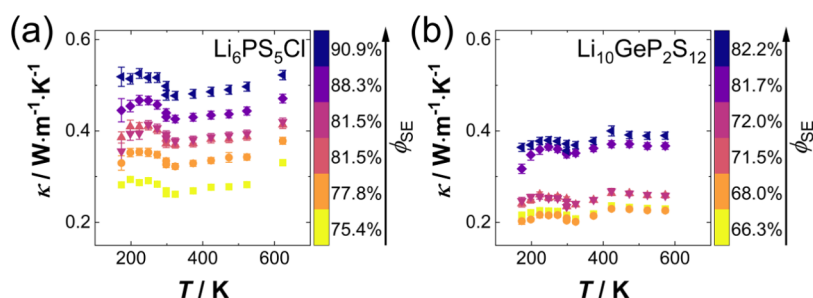 (a)
Li₆PS₅Cl
0.6
0.4
0.2
κ / W·m⁻¹·K⁻¹
200 400 600
T / K
90.9%
88.3%
81.5%
81.5%
77.8%
75.4%
ϕSE
(b)
Li₁₀GeP₂S₁₂
0.6
0.4
0.2
κ / W·m⁻¹·K⁻¹
200 400 600
T / K
82.2%
81.7%
72.0%
71.5%
68.0%
66.3%
ϕSE